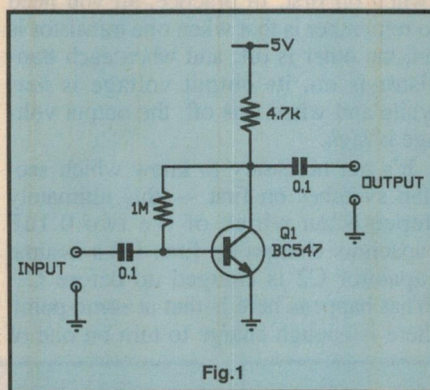 5V
4.7k
0.1
OUTPUT
1M
Q1
BC547
INPUT
0.1
Fig.1